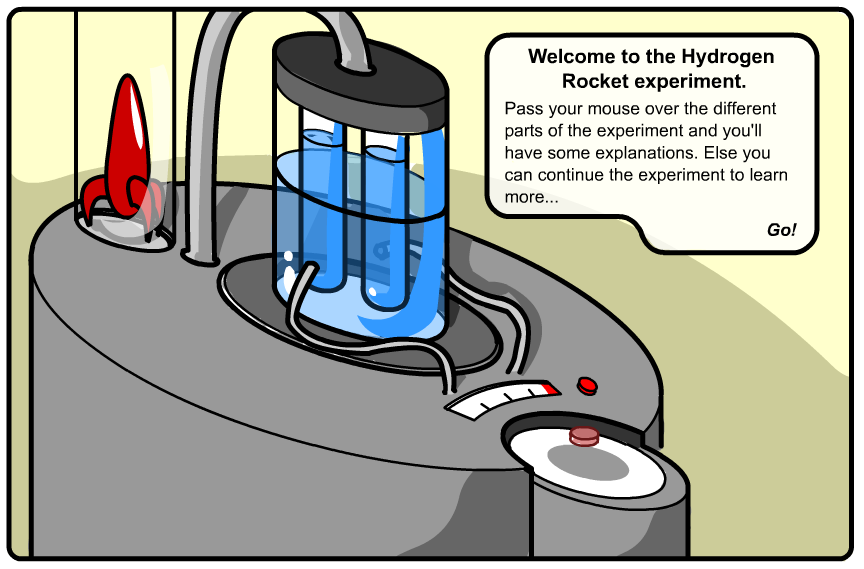 Welcome to the Hydrogen
Rocket experiment.
Pass your mouse over the different
parts of the experiment and you'll
have some explanations. Else you
can continue the experiment to learn
more...
Go!